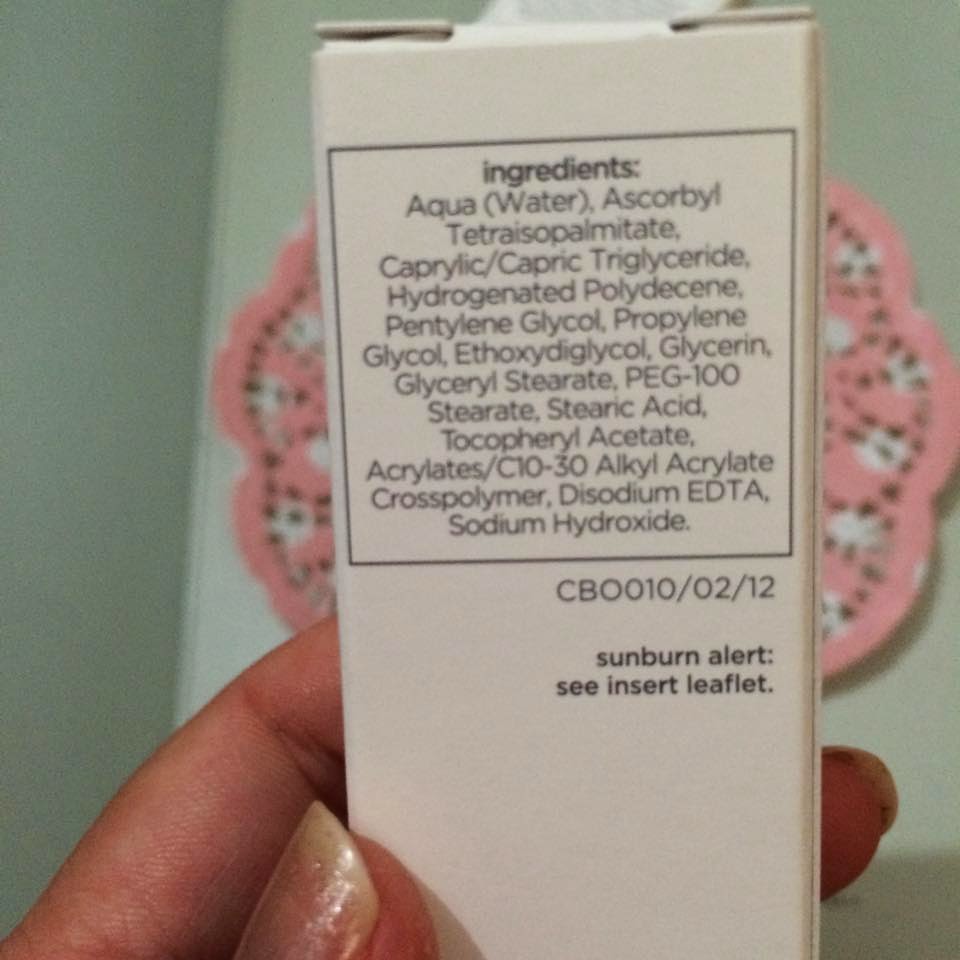 ingredients:
Aqua (Water), Ascorbyl
Tetraisopalmitate,
Caprylic/Capric Triglyceride,
Hydrogenated Polydecene,
Pentylene Glycol, Propylene
Glycol, Ethoxydiglycol, Glycerin,
Glyceryl Stearate, PEG-100
Stearate, Stearic Acid,
Tocopheryl Acetate,
Acrylates/C10-30 Alkyl Acrylate
Crosspolymer, Disodium EDTA,
Sodium Hydroxide.
CBO010/02/12
sunburn alert:
see insert leaflet.